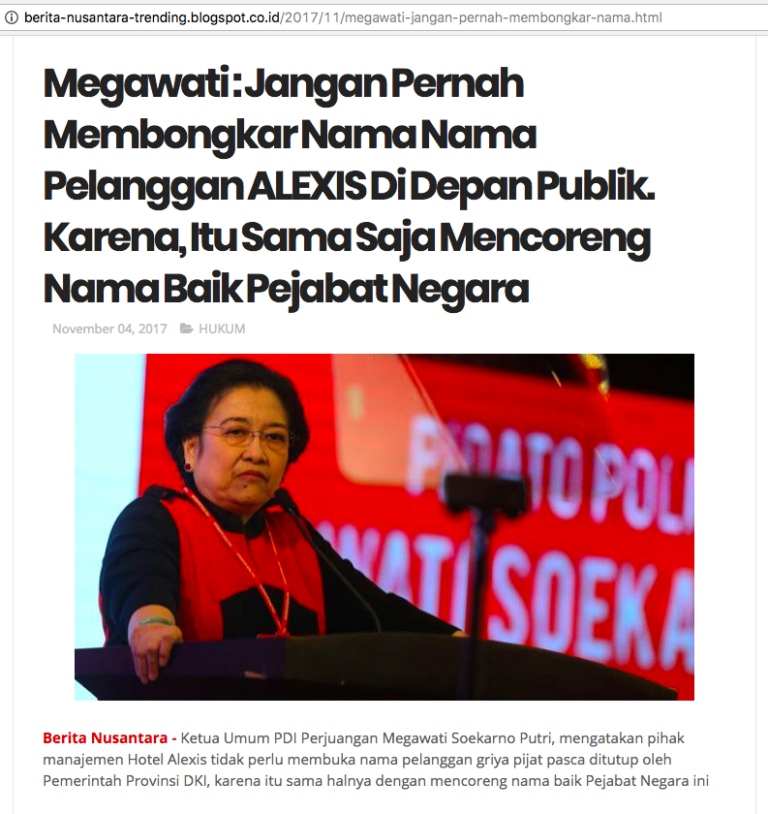 berita-nusantara-trending.blogspot.co.id/2017/11/megawati-jangan-pernah-membongkar-nama.html
Megawati : Jangan Pernah
Membongkar Nama Nama
Pelanggan ALEXIS Di Depan Publik.
Karena, Itu Sama Saja Mencoreng
Nama Baik Pejabat Negara
November 04, 2017 HUKUM
PIDATO POLI
WATI SOEKA
Berita Nusantara - Ketua Umum PDI Perjuangan Megawati Soekarno Putri, mengatakan pihak
manajemen Hotel Alexis tidak perlu membuka nama pelanggan griya pijat pasca ditutup oleh
Pemerintah Provinsi DKI, karena itu sama halnya dengan mencoreng nama baik Pejabat Negara ini